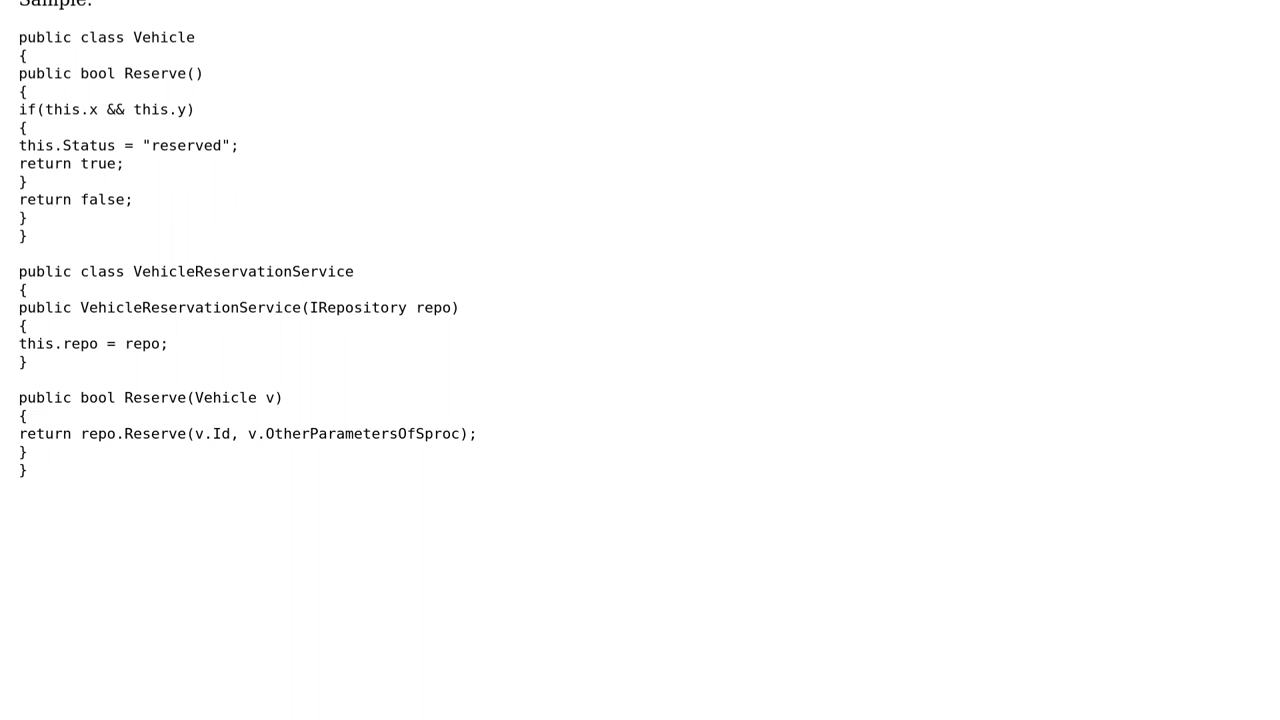 Sample:
public class Vehicle
{
public bool Reserve()
{
if(this.x && this.y)
{
this.Status = "reserved";
return true;
}
return false;
}
}
public class VehicleReservationService
{
public VehicleReservationService(IRepository repo)
{
this.repo = repo;
}
public bool Reserve(Vehicle v)
{
return repo.Reserve(v.Id, v.OtherParametersOfSproc);
}
}